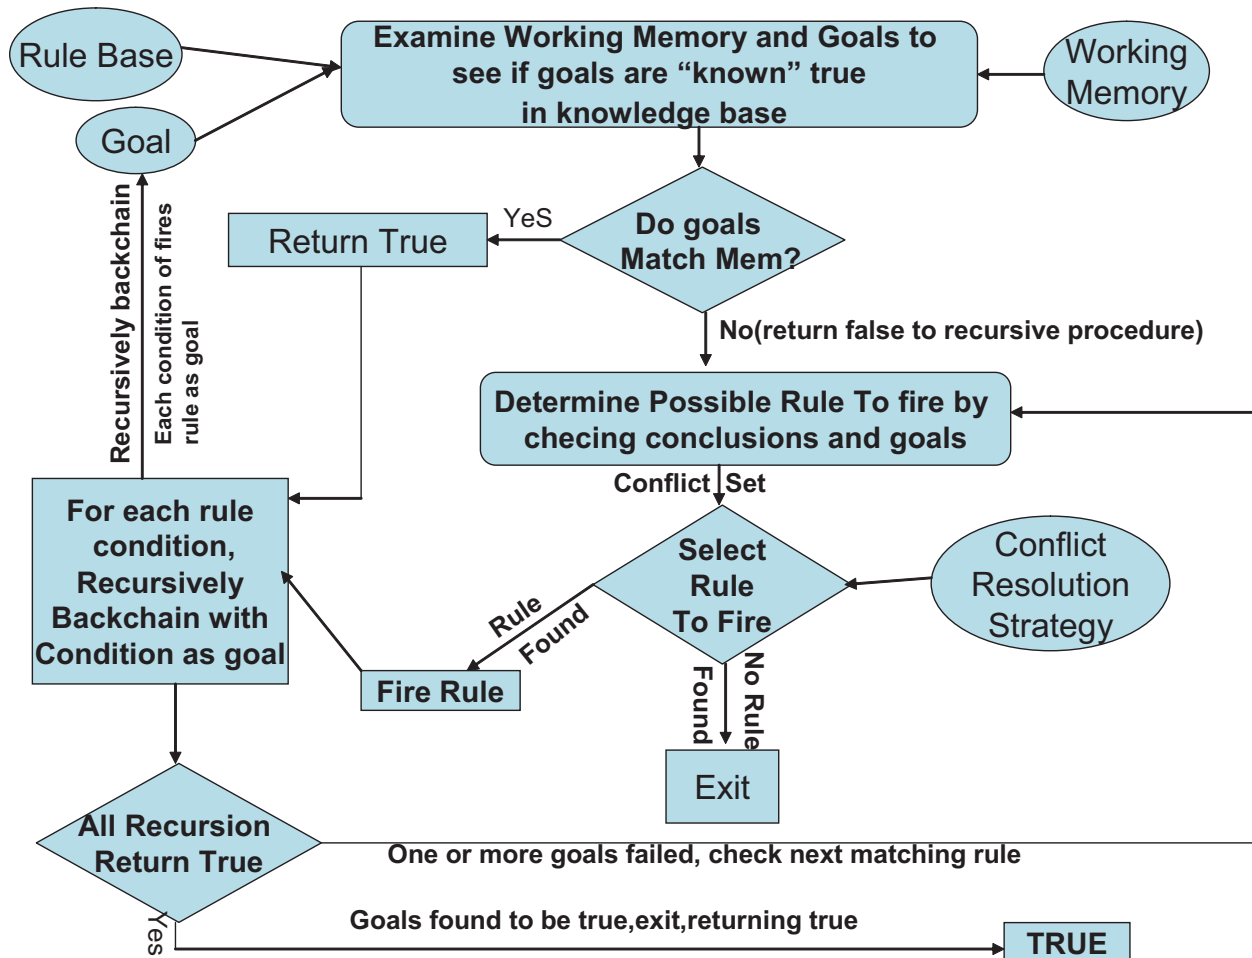 Rule Base
Examine Working Memory and Goals to
see if goals are “known” true
in knowledge base
Working
Memory
Goal
Recursively backchain
Each condition of fires
rule as goal
Return True
YeS
Do goals
Match Mem?
No(return false to recursive procedure)
Determine Possible Rule To fire by
checing conclusions and goals
Conflict Set
For each rule
condition,
Recursively
Backchain with
Condition as goal
Select
Rule
To Fire
Conflict
Resolution
Strategy
Rule
Found
Fire Rule
No Rule
Found
Exit
All Recursion
Return True
One or more goals failed, check next matching rule
Yes
Goals found to be true,exit,returning true
TRUE